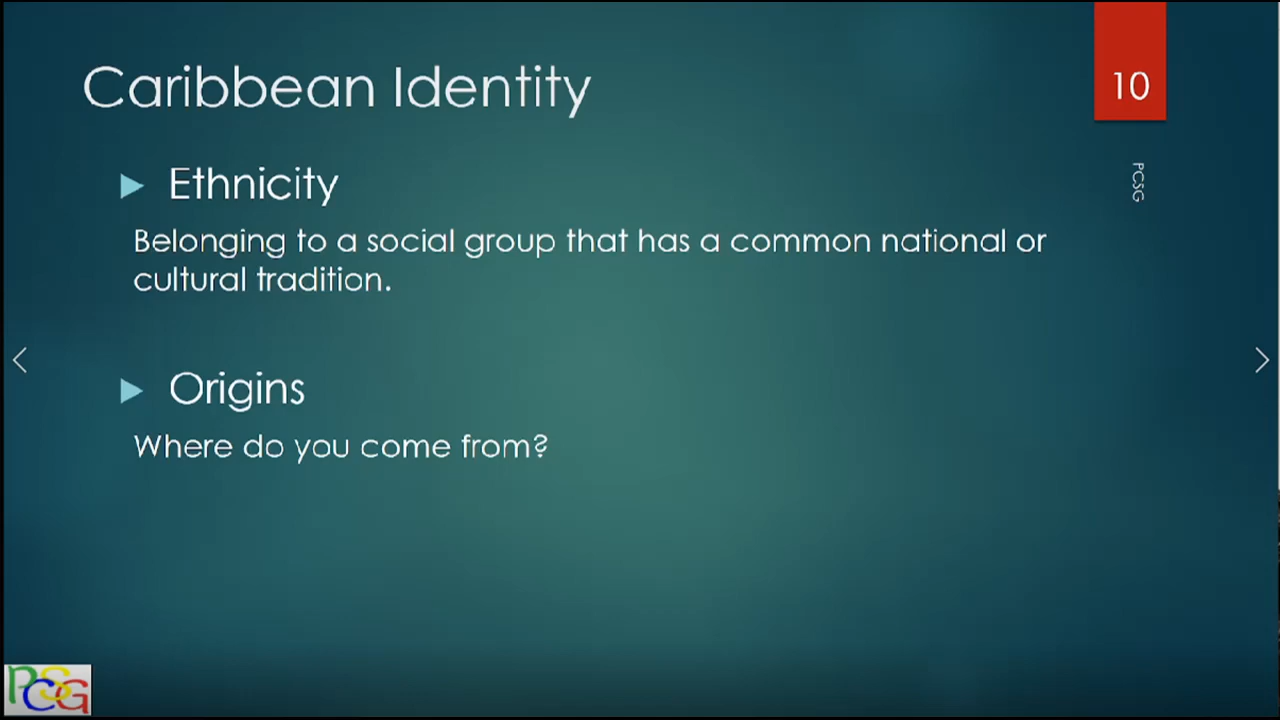 Caribbean Identity
10
PCSG
Ethnicity
Belonging to a social group that has a common national or
cultural tradition.
Origins
Where do you come from?
PCSG